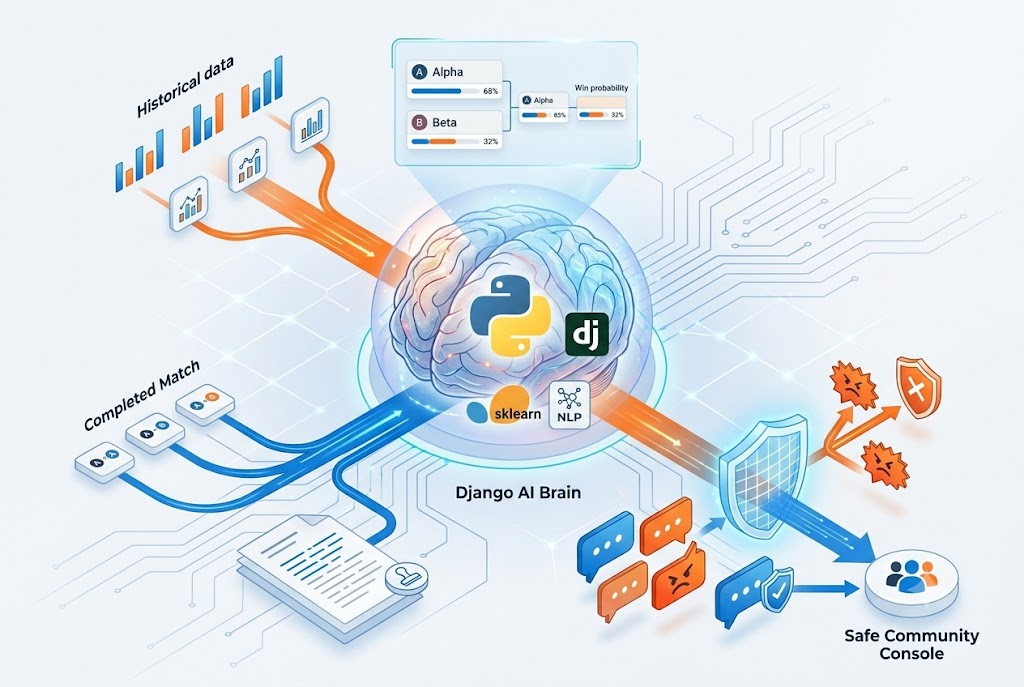 Historical data
A Alpha
68%
B Beta
32%
Win probability
A Alpha
65%
32%
Completed Match
dj
sklearn
NLP
Django AI Brain
Safe Community
Console